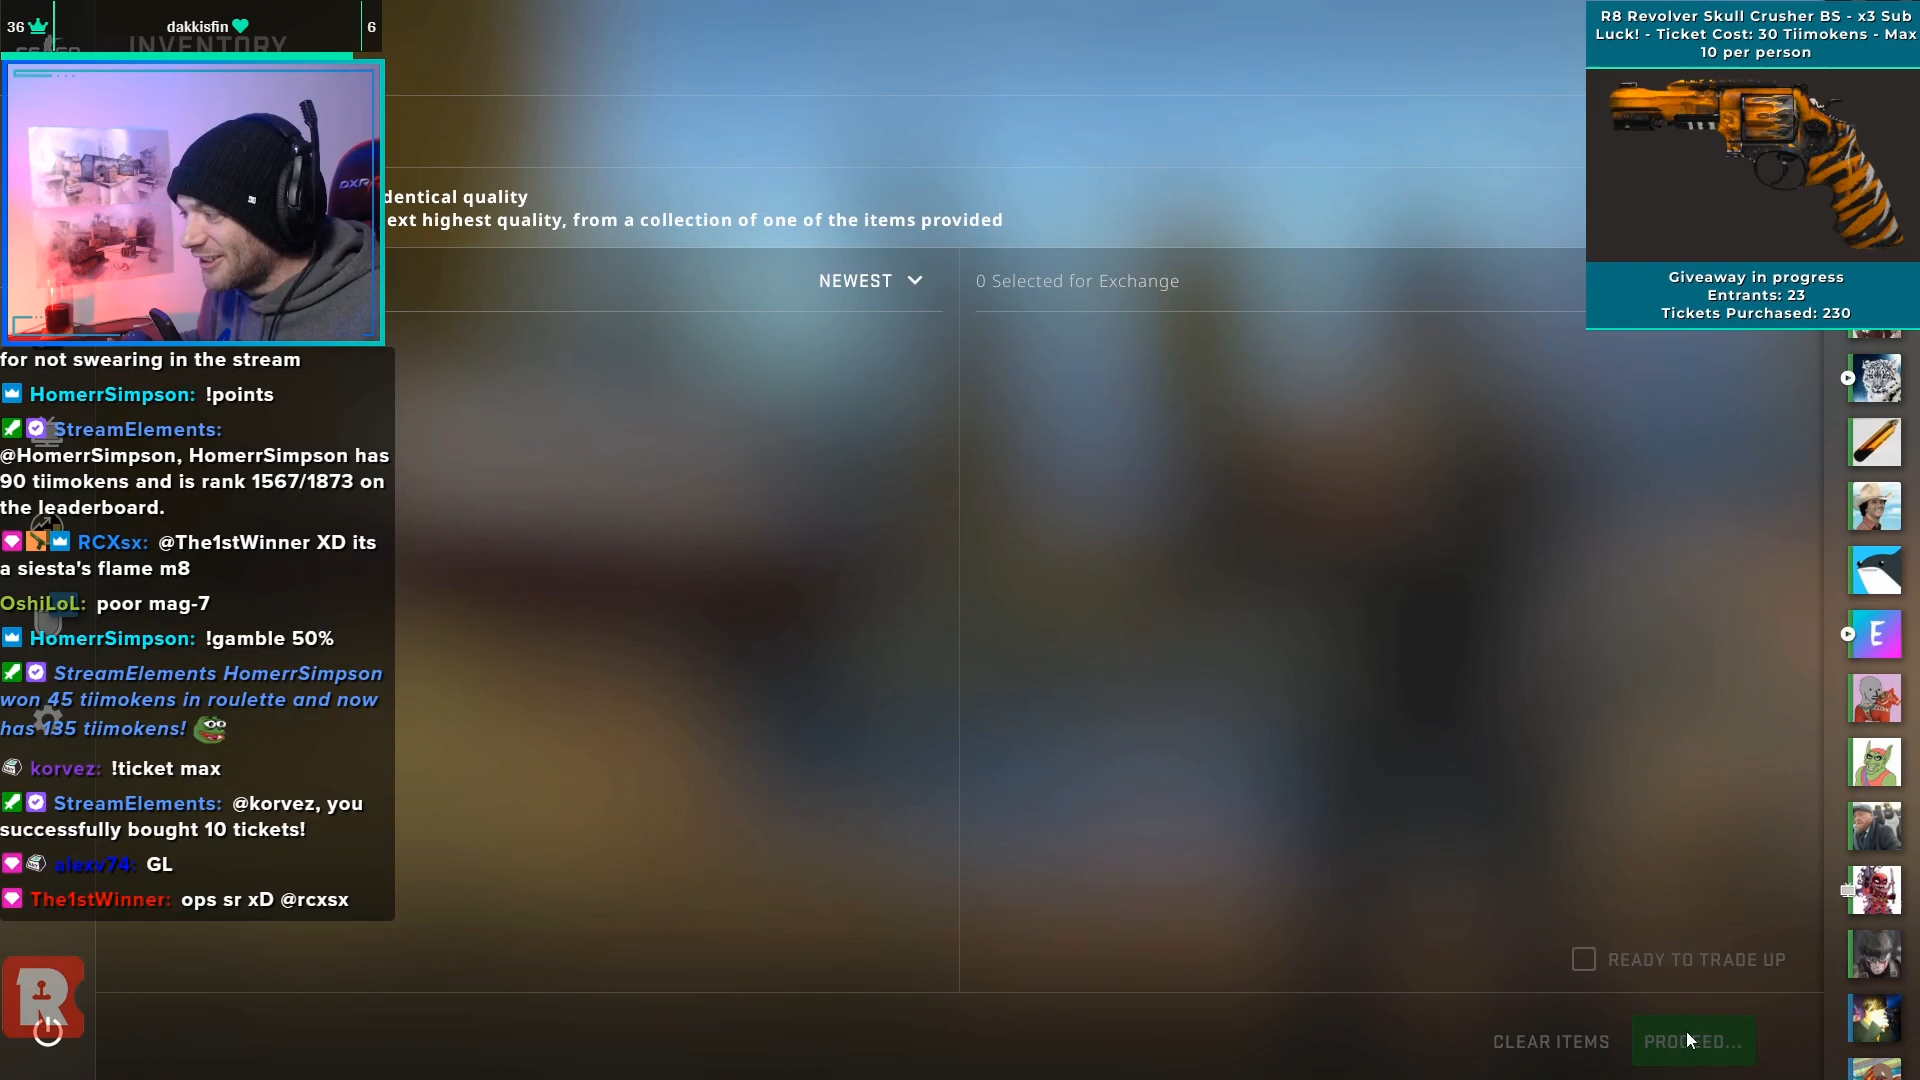 36
dakkisfin
6
INVENTORY
R8 Revolver Skull Crusher BS - x3 Sub
Luck! - Ticket Cost: 30 Tiimokens - Max
10 per person
DXR
dentical quality
ext highest quality, from a collection of one of the items provided
NEWEST
0 Selected for Exchange
Giveaway in progress
Entrants: 23
Tickets Purchased: 230
for not swearing in the stream
HomerrSimpson: !points
StreamElements:
@HomerrSimpson, HomerrSimpson has
90 tiimokens and is rank 1567/1873 on
the leaderboard.
RCXsx: @The1stWinner XD its
a siesta's flame m8
OshiLoL: poor mag-7
HomerrSimpson: !gamble 50%
StreamElements HomerrSimpson
won 45 tiimokens in roulette and now
has 135 tiimokens!
korvez: !ticket max
StreamElements: @korvez, you
successfully bought 10 tickets!
alexv74: GL
The1stWinner: ops sr xD @rcxsx
E
READY TO TRADE UP
R
CLEAR ITEMS
PROCEED...